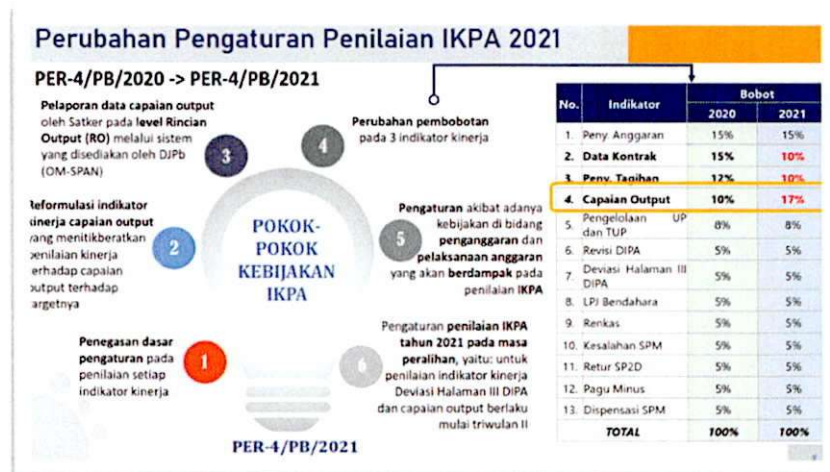 Perubahan Pengaturan Penilaian IKPA 2021
PER-4/PB/2020 -> PER-4/PB/2021
Pelaporan data capaian output
oleh Satker pada level Rincian
Output (RO) melalui sistem
yang disediakan oleh DJPb
(OM-SPAN)
3
4
Perubahan pembobotan
pada 3 indikator kinerja
Reformulasi indikator
kinerja capaian output
yang menitikberatkan
penilaian kinerja
terhadap capaian
output terhadap
targetnya
2
POKOK-
POKOK
KEBIJAKAN
IKPA
5
Pengaturan akibat adanya
kebijakan di bidang
penganggaran dan
pelaksanaan anggaran
yang akan berdampak pada
penilaian IKPA
Penegasan dasar
pengaturan pada
penilaian setiap
indikator kinerja
1
6
Pengaturan penilaian IKPA
tahun 2021 pada masa
peralihan, yaitu: untuk
penilaian indikator kinerja
Deviasi Halaman III DIPA
dan capaian output berlaku
mulai triwulan II
PER-4/PB/2021
No. Indikator Bobot
2020 2021
1. Peny. Anggaran 15% 15%
2. Data Kontrak 15% 10%
3. Peny. Tagihan 12% 10%
4. Capaian Output 10% 17%
5. Pengelolaan UP
dan TUP 8% 8%
6. Revisi DIPA 5% 5%
7. Deviasi Halaman III
DIPA 5% 5%
8. LPJ Bendahara 5% 5%
9. Renkas 5% 5%
10. Kesalahan SPM 5% 5%
11. Retur SP2D 5% 5%
12. Pagu Minus 5% 5%
13. Dispensasi SPM 5% 5%
TOTAL 100% 100%